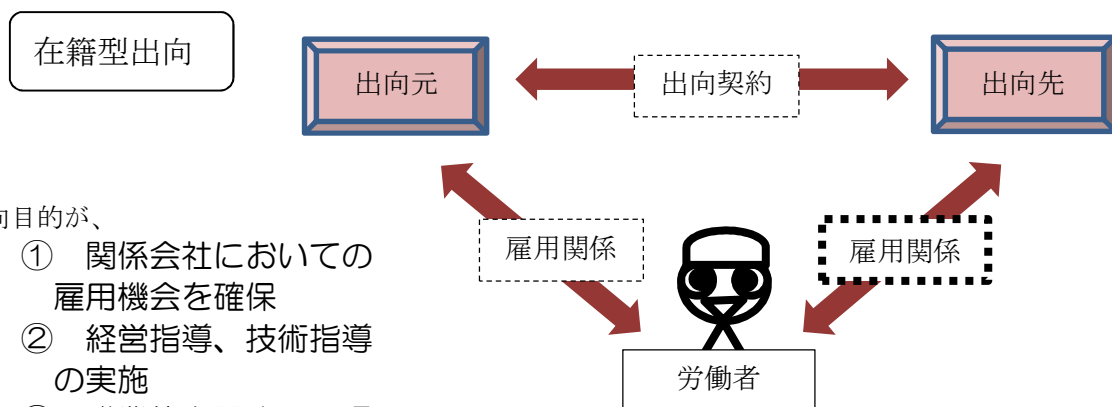 在籍型出向
出向元
出向契約
出向先
向目的が、
雇用関係
雇用関係
① 関係会社においての
雇用機会を確保
② 経営指導、技術指導
の実施
労働者